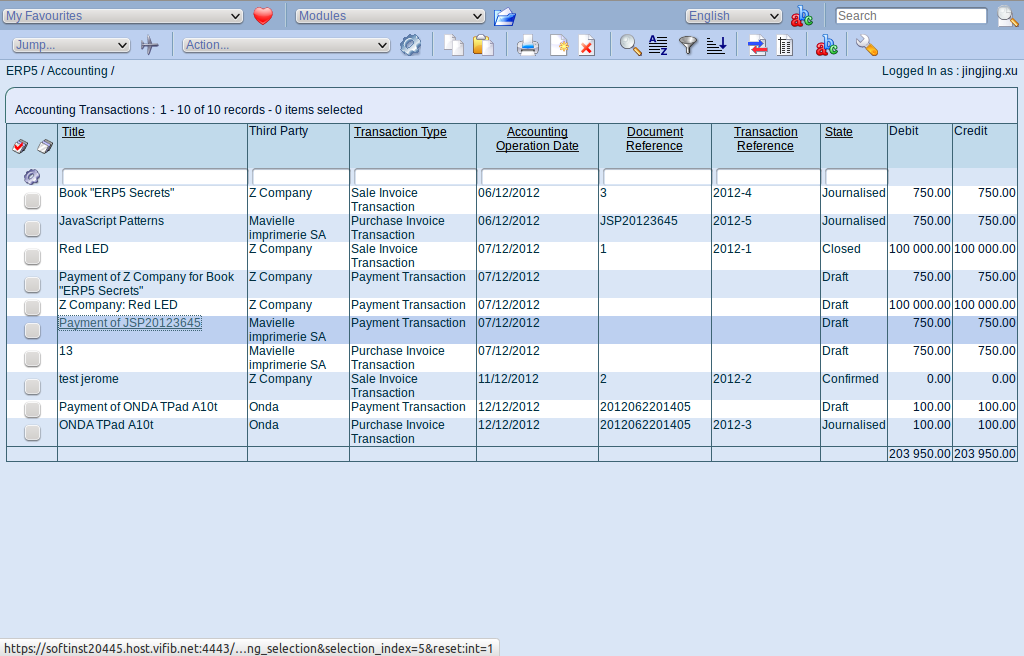 My Favourites Modules English Search
Jump... Action...
ERP5 / Accounting / Logged In as : jingjing.xu
Accounting Transactions : 1 - 10 of 10 records - 0 items selected
Title Third Party Transaction Type Accounting Document Transaction State Debit Credit
Operation Date Reference Reference
Book "ERP5 Secrets" Z Company Sale Invoice 06/12/2012 3 2012-4 Journalised 750.00 750.00
Transaction
JavaScript Patterns Mavielle Purchase Invoice 06/12/2012 JSP20123645 2012-5 Journalised 750.00 750.00
imprimerie SA Transaction
Red LED Z Company Sale Invoice 07/12/2012 1 2012-1 Closed 100 000.00 100 000.00
Transaction
Payment of Z Company for Book Z Company Payment Transaction 07/12/2012 Draft 750.00 750.00
"ERP5 Secrets"
Z Company: Red LED Z Company Payment Transaction 07/12/2012 Draft 100 000.00 100 000.00
Payment of JSP20123645 Mavielle Payment Transaction 07/12/2012 Draft 750.00 750.00
imprimerie SA
13 Mavielle Purchase Invoice 07/12/2012 Draft 750.00 750.00
imprimerie SA Transaction
test jerome Z Company Sale Invoice 11/12/2012 2 2012-2 Confirmed 0.00 0.00
Transaction
Payment of ONDA TPad A10t Onda Payment Transaction 12/12/2012 2012062201405 Draft 100.00 100.00
ONDA TPad A10t Onda Purchase Invoice 12/12/2012 2012062201405 2012-3 Journalised 100.00 100.00
Transaction
203 950.00 203 950.00
https://softinst20445.host.vifib.net:4443/...ng_selection&selection_index=5&reset:int=1